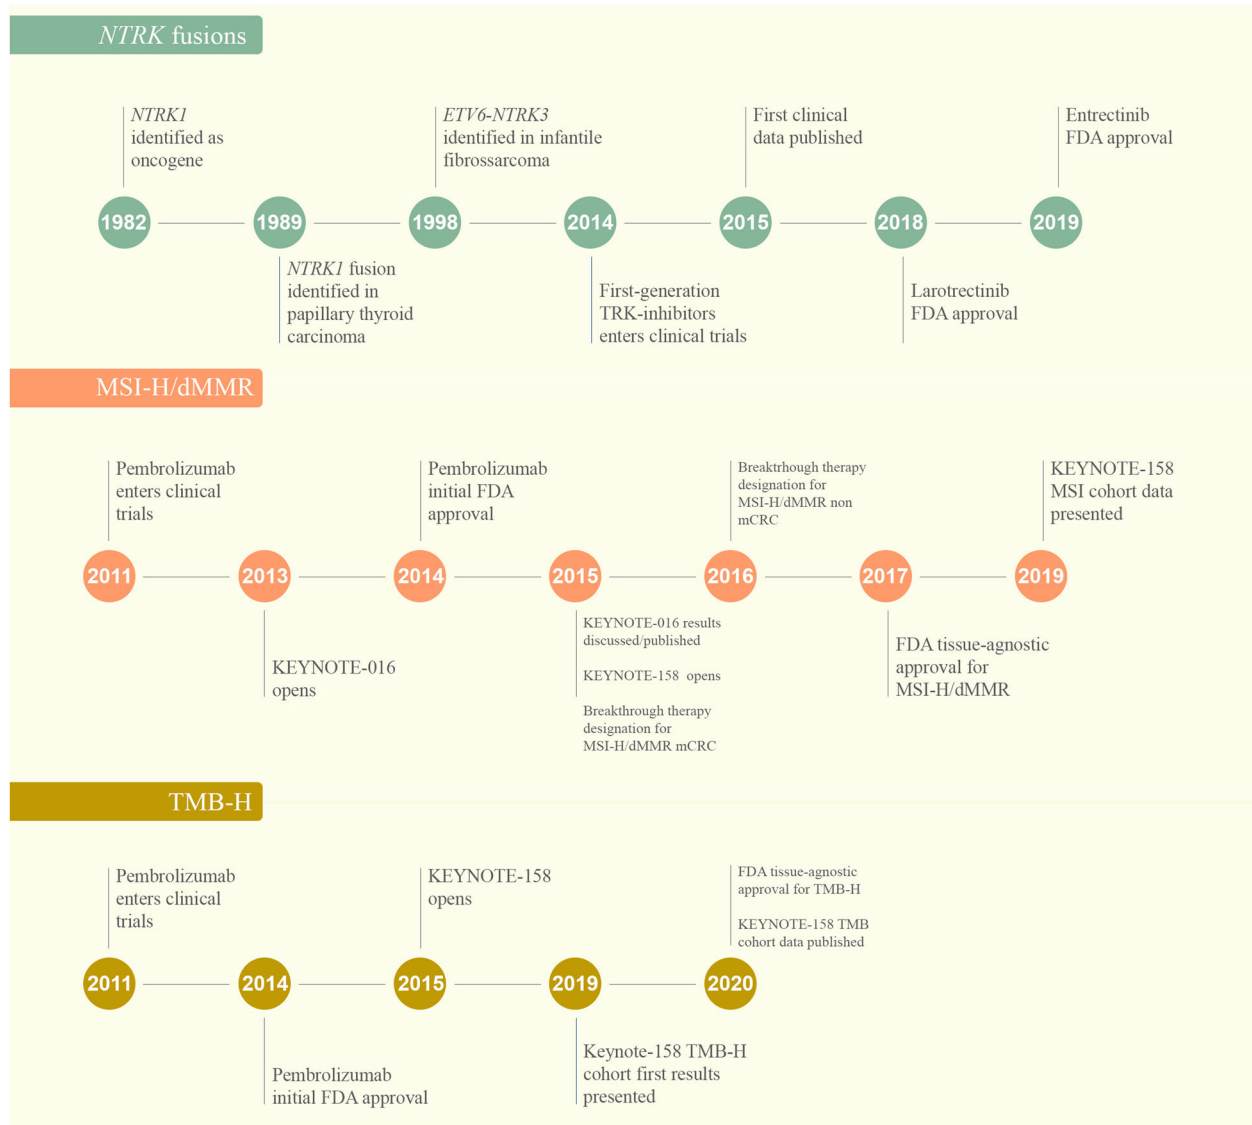 NTRK fusions
NTRK1
identified as
oncogene
ETV6-NTRK3
identified in infantile
fibrossarcoma
First clinical
data published
Entrectinib
FDA approval
1982
1989
1998
2014
2015
2018
2019
NTRK1 fusion
identified in
papillary thyroid
carcinoma
First-generation
TRK-inhibitors
enters clinical trials
Larotrectinib
FDA approval
MSI-H/dMMR
Pembrolizumab
enters clinical
trials
Pembrolizumab
initial FDA
approval
Breaktrhough therapy
designation for
MSI-H/dMMR non
mCRC
KEYNOTE-158
MSI cohort data
presented
2011
2013
2014
2015
2016
2017
2019
KEYNOTE-016
opens
KEYNOTE-016 results
discussed/published
KEYNOTE-158 opens
Breakthrough therapy
designation for
MSI-H/dMMR mCRC
FDA tissue-agnostic
approval for
MSI-H/dMMR
TMB-H
Pembrolizumab
enters clinical
trials
KEYNOTE-158
opens
FDA tissue-agnostic
approval for TMB-H
KEYNOTE-158 TMB
cohort data published
2011
2014
2015
2019
2020
Pembrolizumab
initial FDA approval
Keynote-158 TMB-H
cohort first results
presented